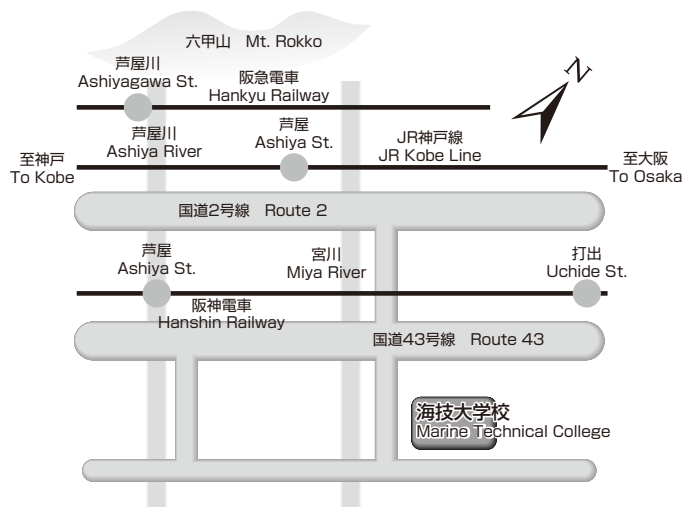 六甲山　Mt. Rokko
N
芦屋川
Ashiyagawa St.
阪急電車
Hankyu Railway
芦屋川
Ashiya River
芦屋
Ashiya St.
JR神戸線
JR Kobe Line
至神戸
To Kobe
至大阪
To Osaka
国道2号線　Route 2
芦屋
Ashiya St.
宮川
Miya River
打出
Uchide St.
阪神電車
Hanshin Railway
国道43号線　Route 43
海技大学校
Marine Technical College